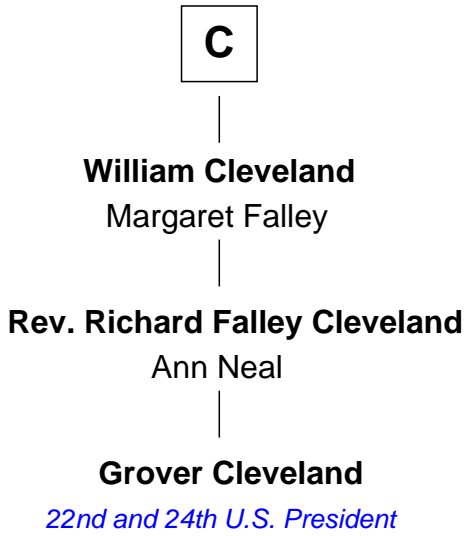 C
William Cleveland
Margaret Falley
Rev. Richard Falley Cleveland
Ann Neal
Grover Cleveland
22nd and 24th U.S. President